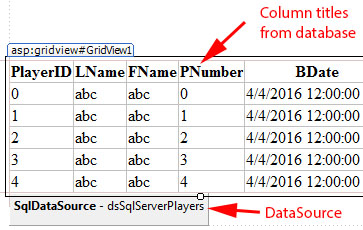 Column titles
from database
asp:gridview#GridView1
PlayerID LName FName PNumber BDate
0 abc abc 0 4/4/2016 12:00:00
1 abc abc 1 4/4/2016 12:00:00
2 abc abc 2 4/4/2016 12:00:00
3 abc abc 3 4/4/2016 12:00:00
4 abc abc 4 4/4/2016 12:00:00
SqlDataSource - dsSqlServerPlayers
DataSource